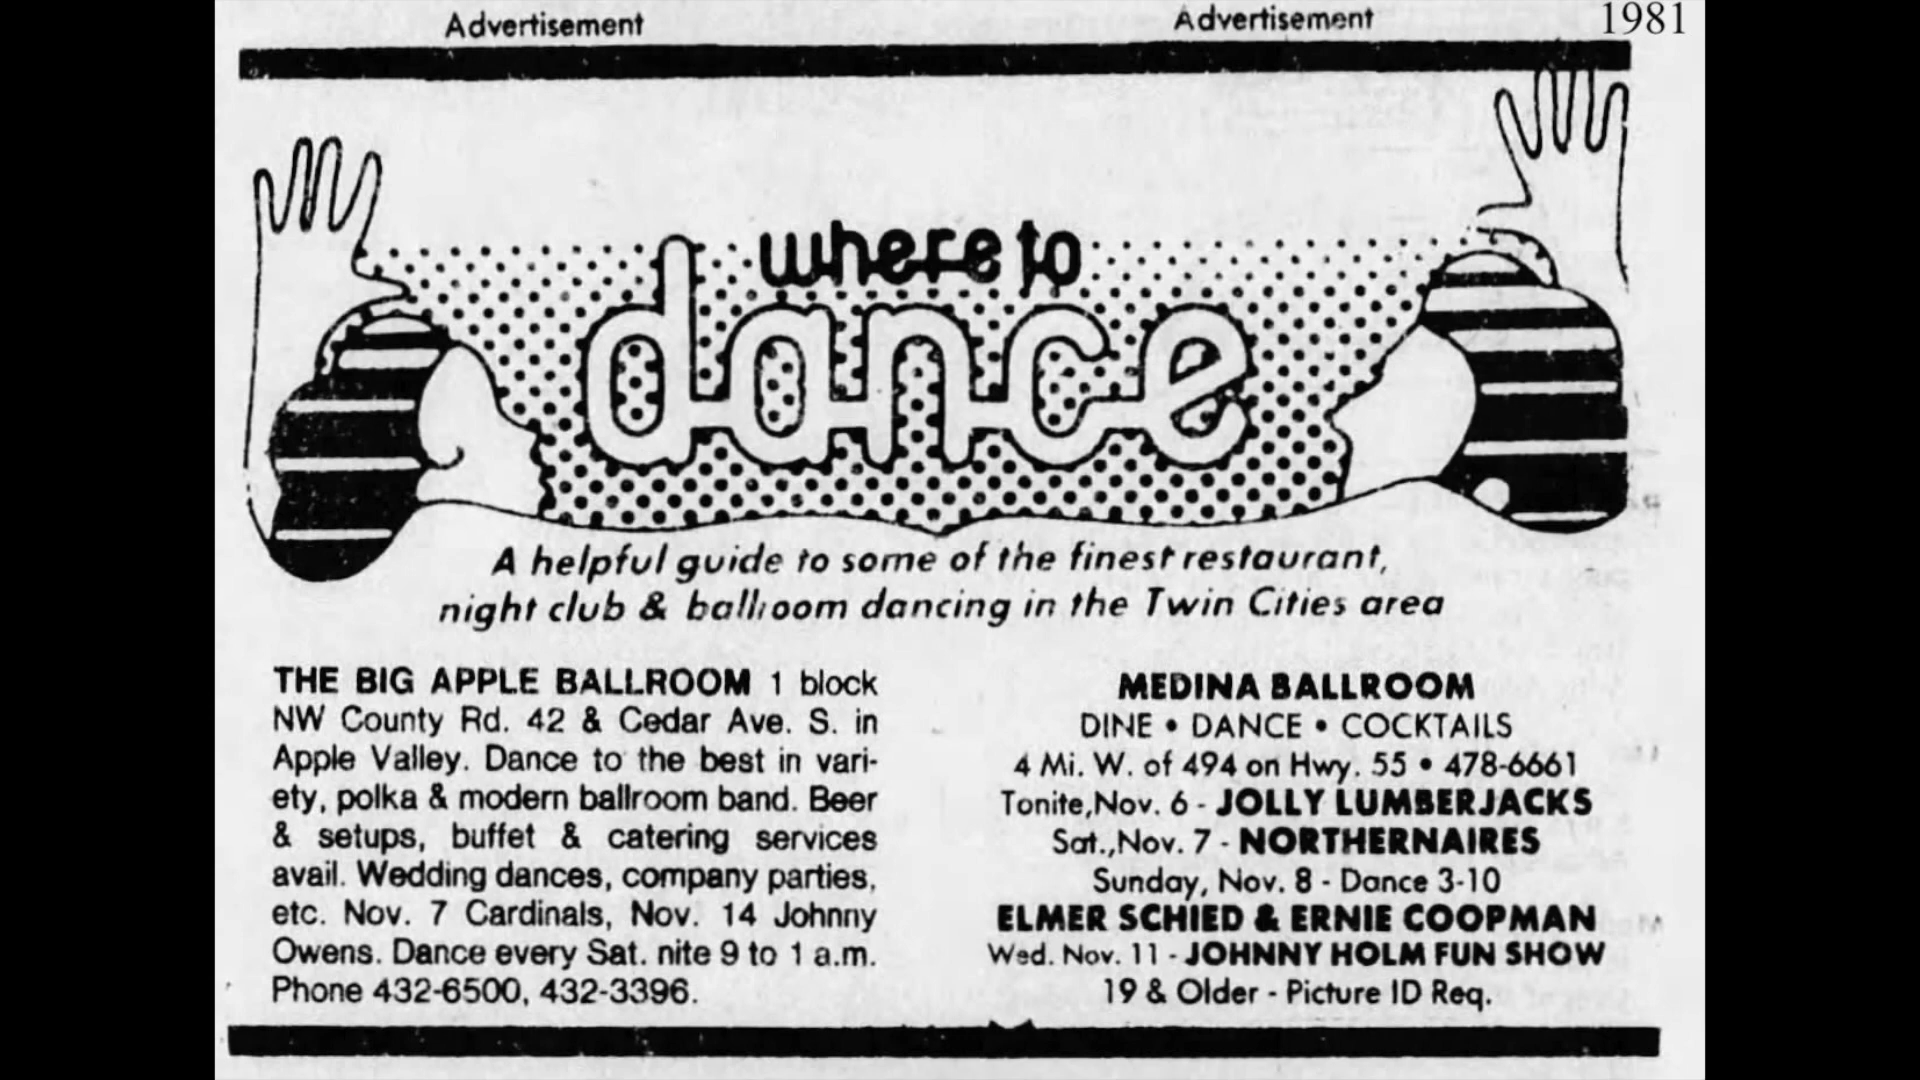 Advertisement
Advertisement
1981
where to
dance
A helpful guide to some of the finest restaurant,
night club & ballroom dancing in the Twin Cities area
THE BIG APPLE BALLROOM 1 block
NW County Rd. 42 & Cedar Ave. S. in
Apple Valley. Dance to the best in vari-
ety, polka & modern ballroom band. Beer
& setups, buffet & catering services
avail. Wedding dances, company parties,
etc. Nov. 7 Cardinals, Nov. 14 Johnny
Owens. Dance every Sat. nite 9 to 1 a.m.
Phone 432-6500, 432-3396.
MEDINA BALLROOM
DINE • DANCE • COCKTAILS
4 Mi. W. of 494 on Hwy. 55 • 478-6661
Tonite,Nov. 6 - JOLLY LUMBERJACKS
Sat.,Nov. 7 - NORTHERNAIRES
Sunday, Nov. 8 - Dance 3-10
ELMER SCHIED & ERNIE COOPMAN
Wed. Nov. 11 - JOHNNY HOLM FUN SHOW
19 & Older - Picture ID Req.